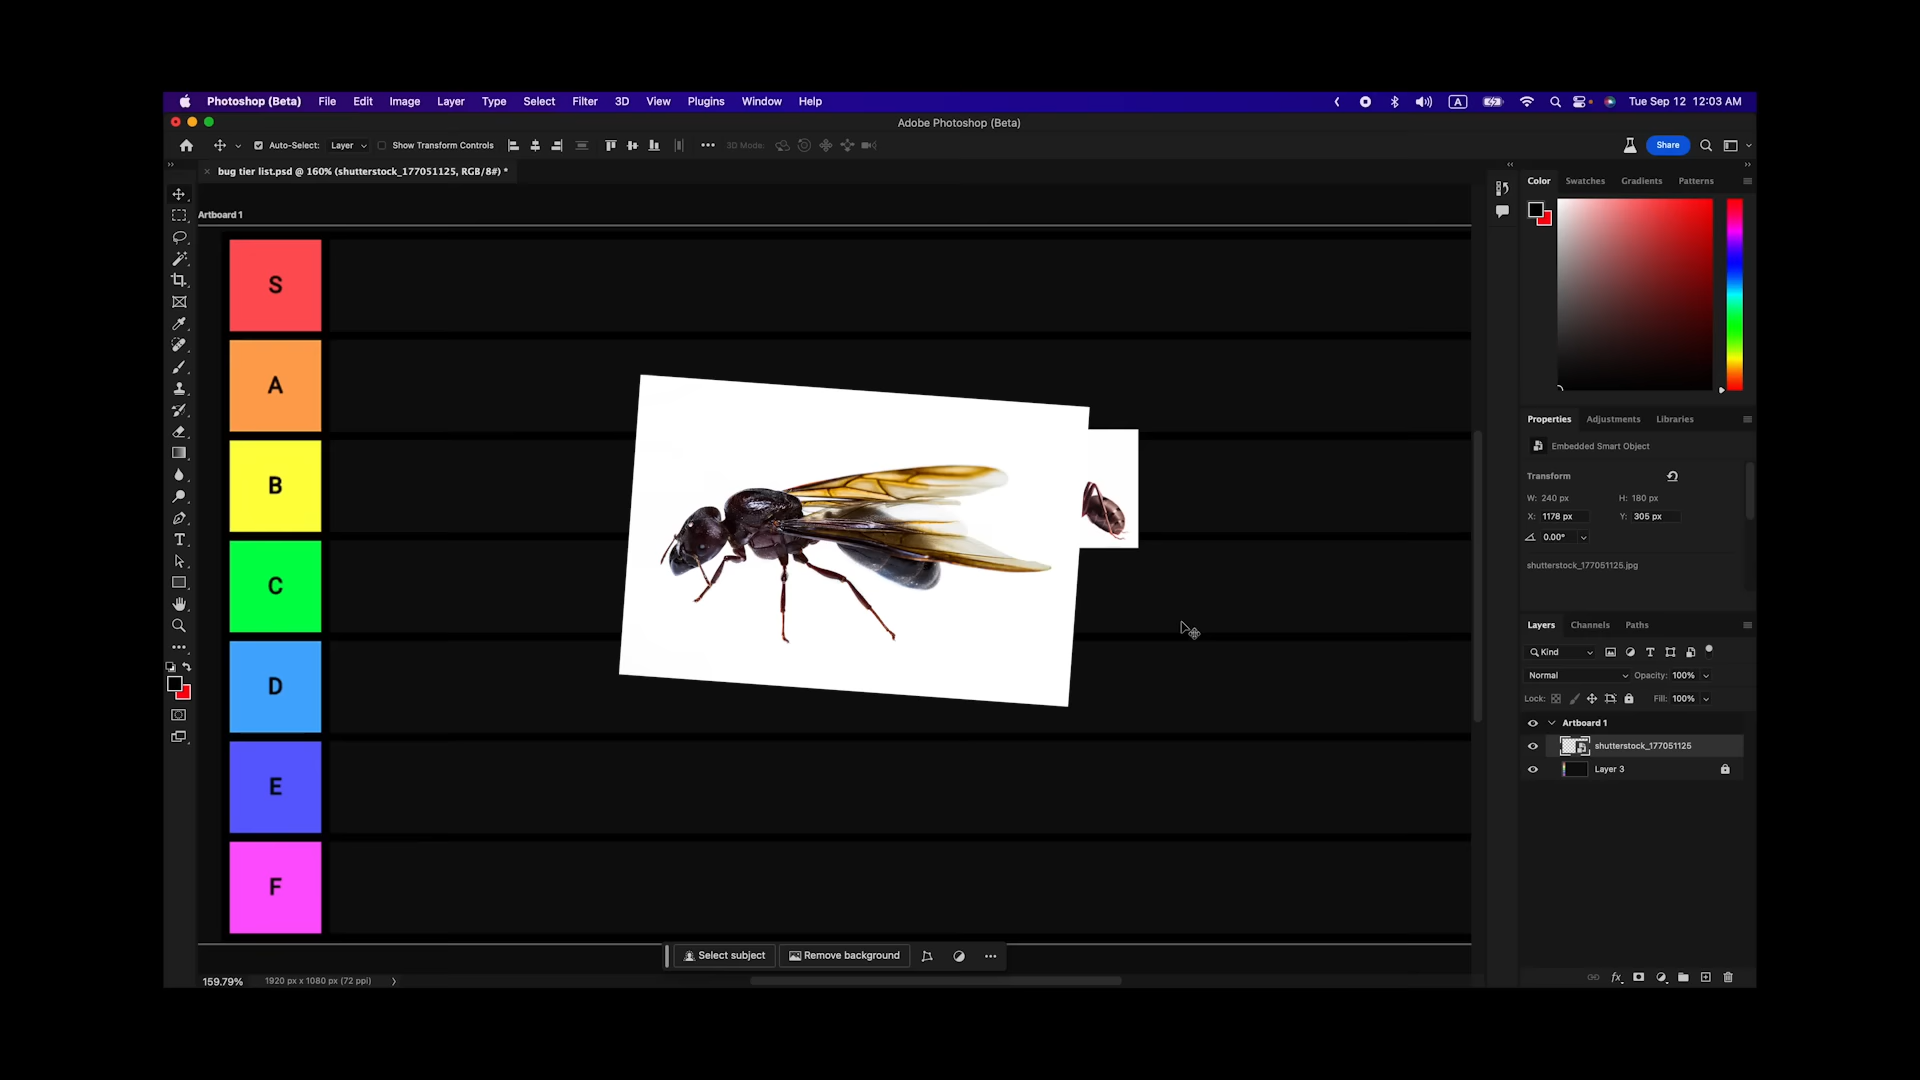 Photoshop (Beta) File Edit Image Layer Type Select Filter 3D View Plugins Window Help A Tue Sep 12 12:03 AM
Adobe Photoshop (Beta)
Auto-Select: Layer Show Transform Controls 3D Mode: Share
bug tier list.psd @ 160% (shutterstock_177051125, RGB/8#) *
Color Swatches Gradients Patterns
Artboard 1
S
A
B
C
D
E
F
Properties Adjustments Libraries
Embedded Smart Object
Transform
W: 240 px H: 180 px
X: 1178 px Y: 305 px
0.00°
shutterstock_177051125.jpg
Layers Channels Paths
Kind
Normal Opacity: 100%
Lock: Fill: 100%
Artboard 1
shutterstock_177051125
Layer 3
Select subject Remove background
159.79% 1920 px x 1080 px (72 ppi)